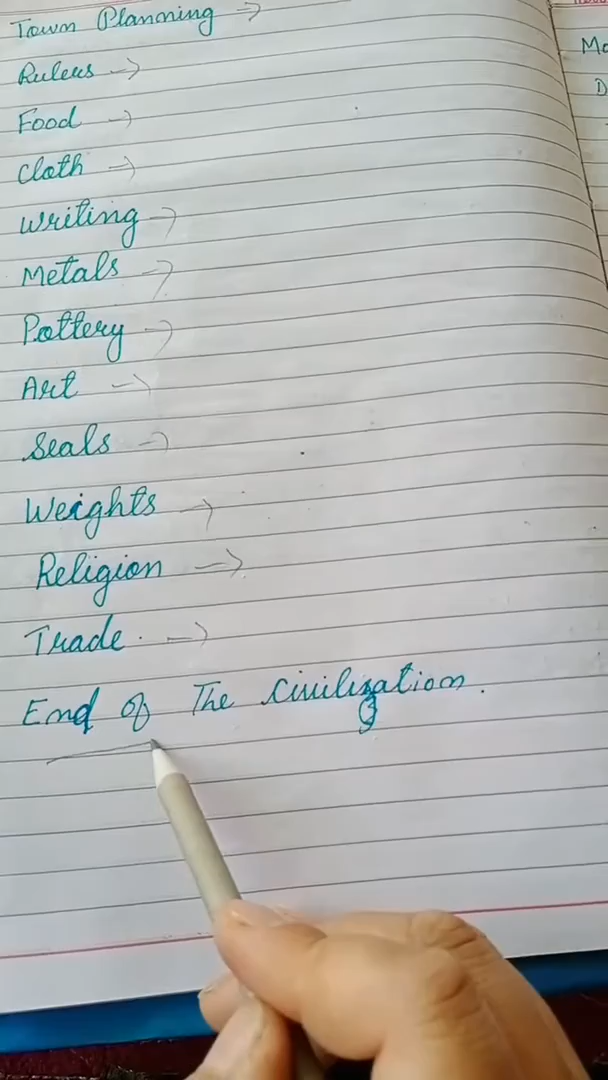 Town Planning →
Rulers →
Food →
Cloth →
Writing →
Metals →
Pottery →
Art →
Seals →
Weights →
Religion →
Trade. →
End of The Civilization.